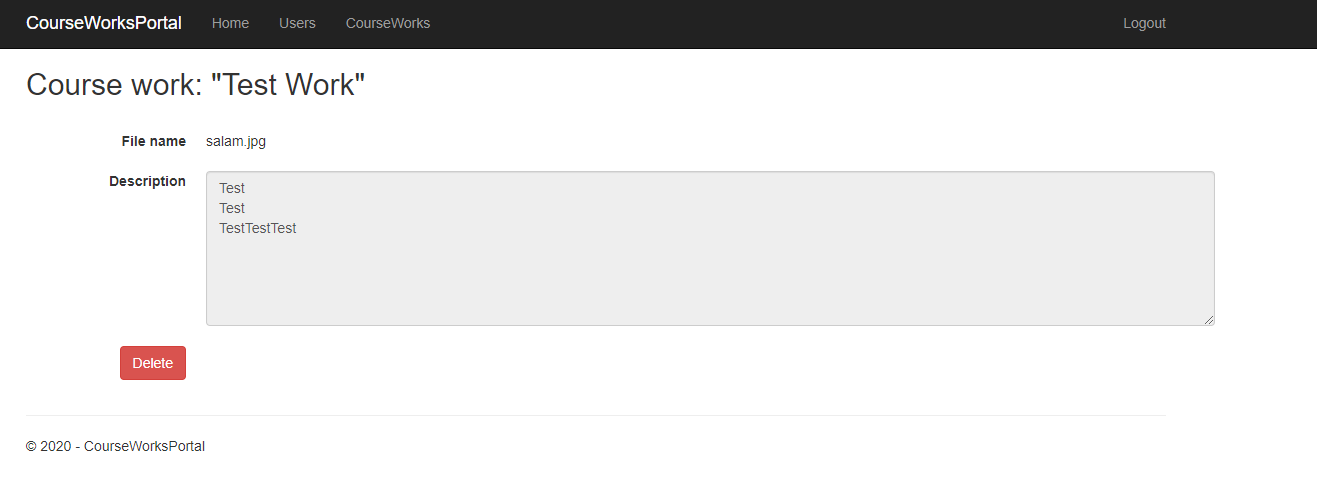 CourseWorksPortal Home Users CourseWorks Logout
Course work: "Test Work"
File name salam.jpg
Description
Test
Test
TestTestTest
Delete
© 2020 - CourseWorksPortal